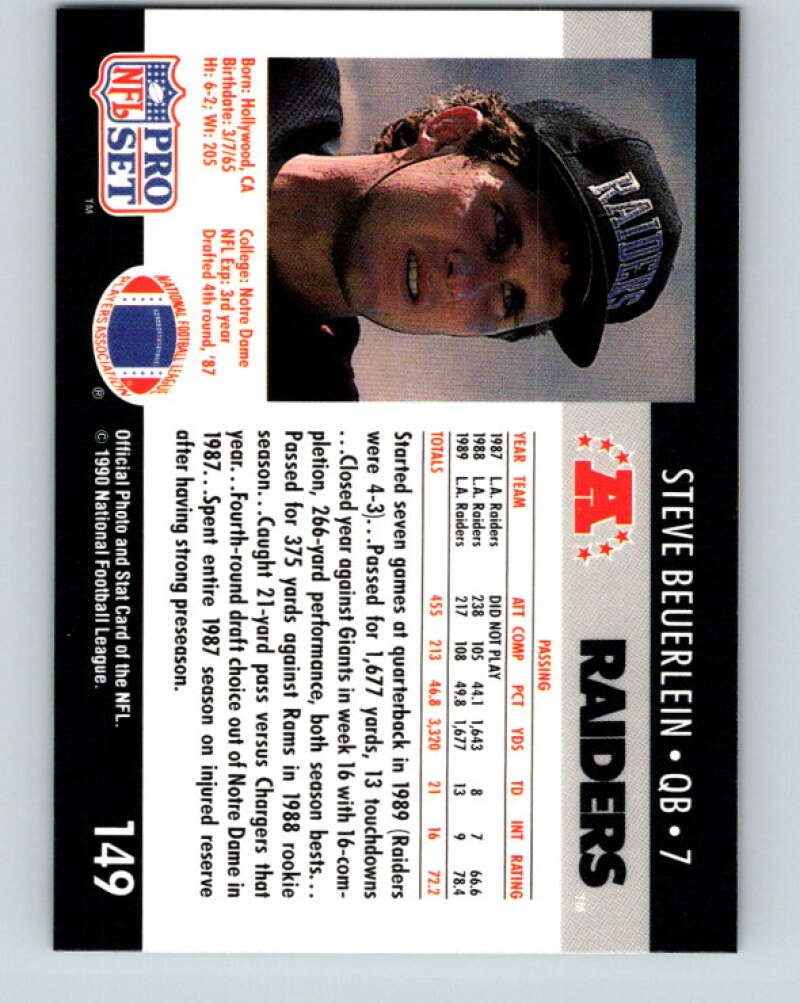 STEVE BEUERLEIN • QB • 7
RAIDERS
A
RAIDERS™
Born: Hollywood, CA
Birthdate: 3/7/65
Ht: 6-2; Wt: 205
College: Notre Dame
NFL Exp: 3rd year
Drafted 4th round, '87
PASSING
YEAR TEAM ATT COMP PCT YDS TD INT RATING
1987 L.A. Raiders DID NOT PLAY
1988 L.A. Raiders 238 105 44.1 1,643 8 7 66.6
1989 L.A. Raiders 217 108 49.8 1,677 13 9 78.4
TOTALS 455 213 46.8 3,320 21 16 72.2
Started seven games at quarterback in 1989 (Raiders
were 4-3)...Passed for 1,677 yards, 13 touchdowns
...Closed year against Giants in week 16 with 16-com-
pletion, 266-yard performance, both season bests...
Passed for 375 yards against Rams in 1988 rookie
season...Caught 21-yard pass versus Chargers that
year...Fourth-round draft choice out of Notre Dame in
1987...Spent entire 1987 season on injured reserve
after having strong preseason.
NFL PRO SET ™
NATIONAL FOOTBALL LEAGUE
PLAYERS ASSOCIATION ®
Official Photo and Stat Card of the NFL.
© 1990 National Football League.
149